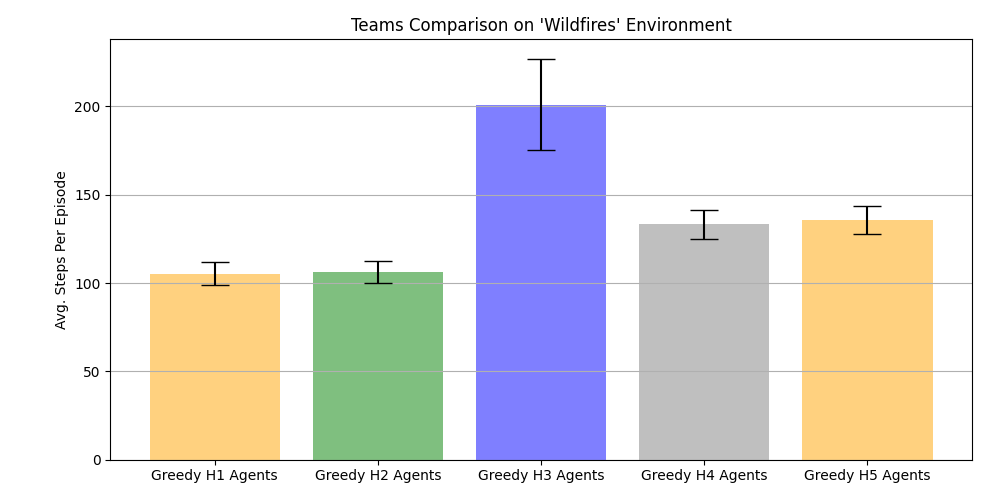 Teams Comparison on 'Wildfires' Environment
Avg. Steps Per Episode
200
150
100
50
0
Greedy H1 Agents
Greedy H2 Agents
Greedy H3 Agents
Greedy H4 Agents
Greedy H5 Agents